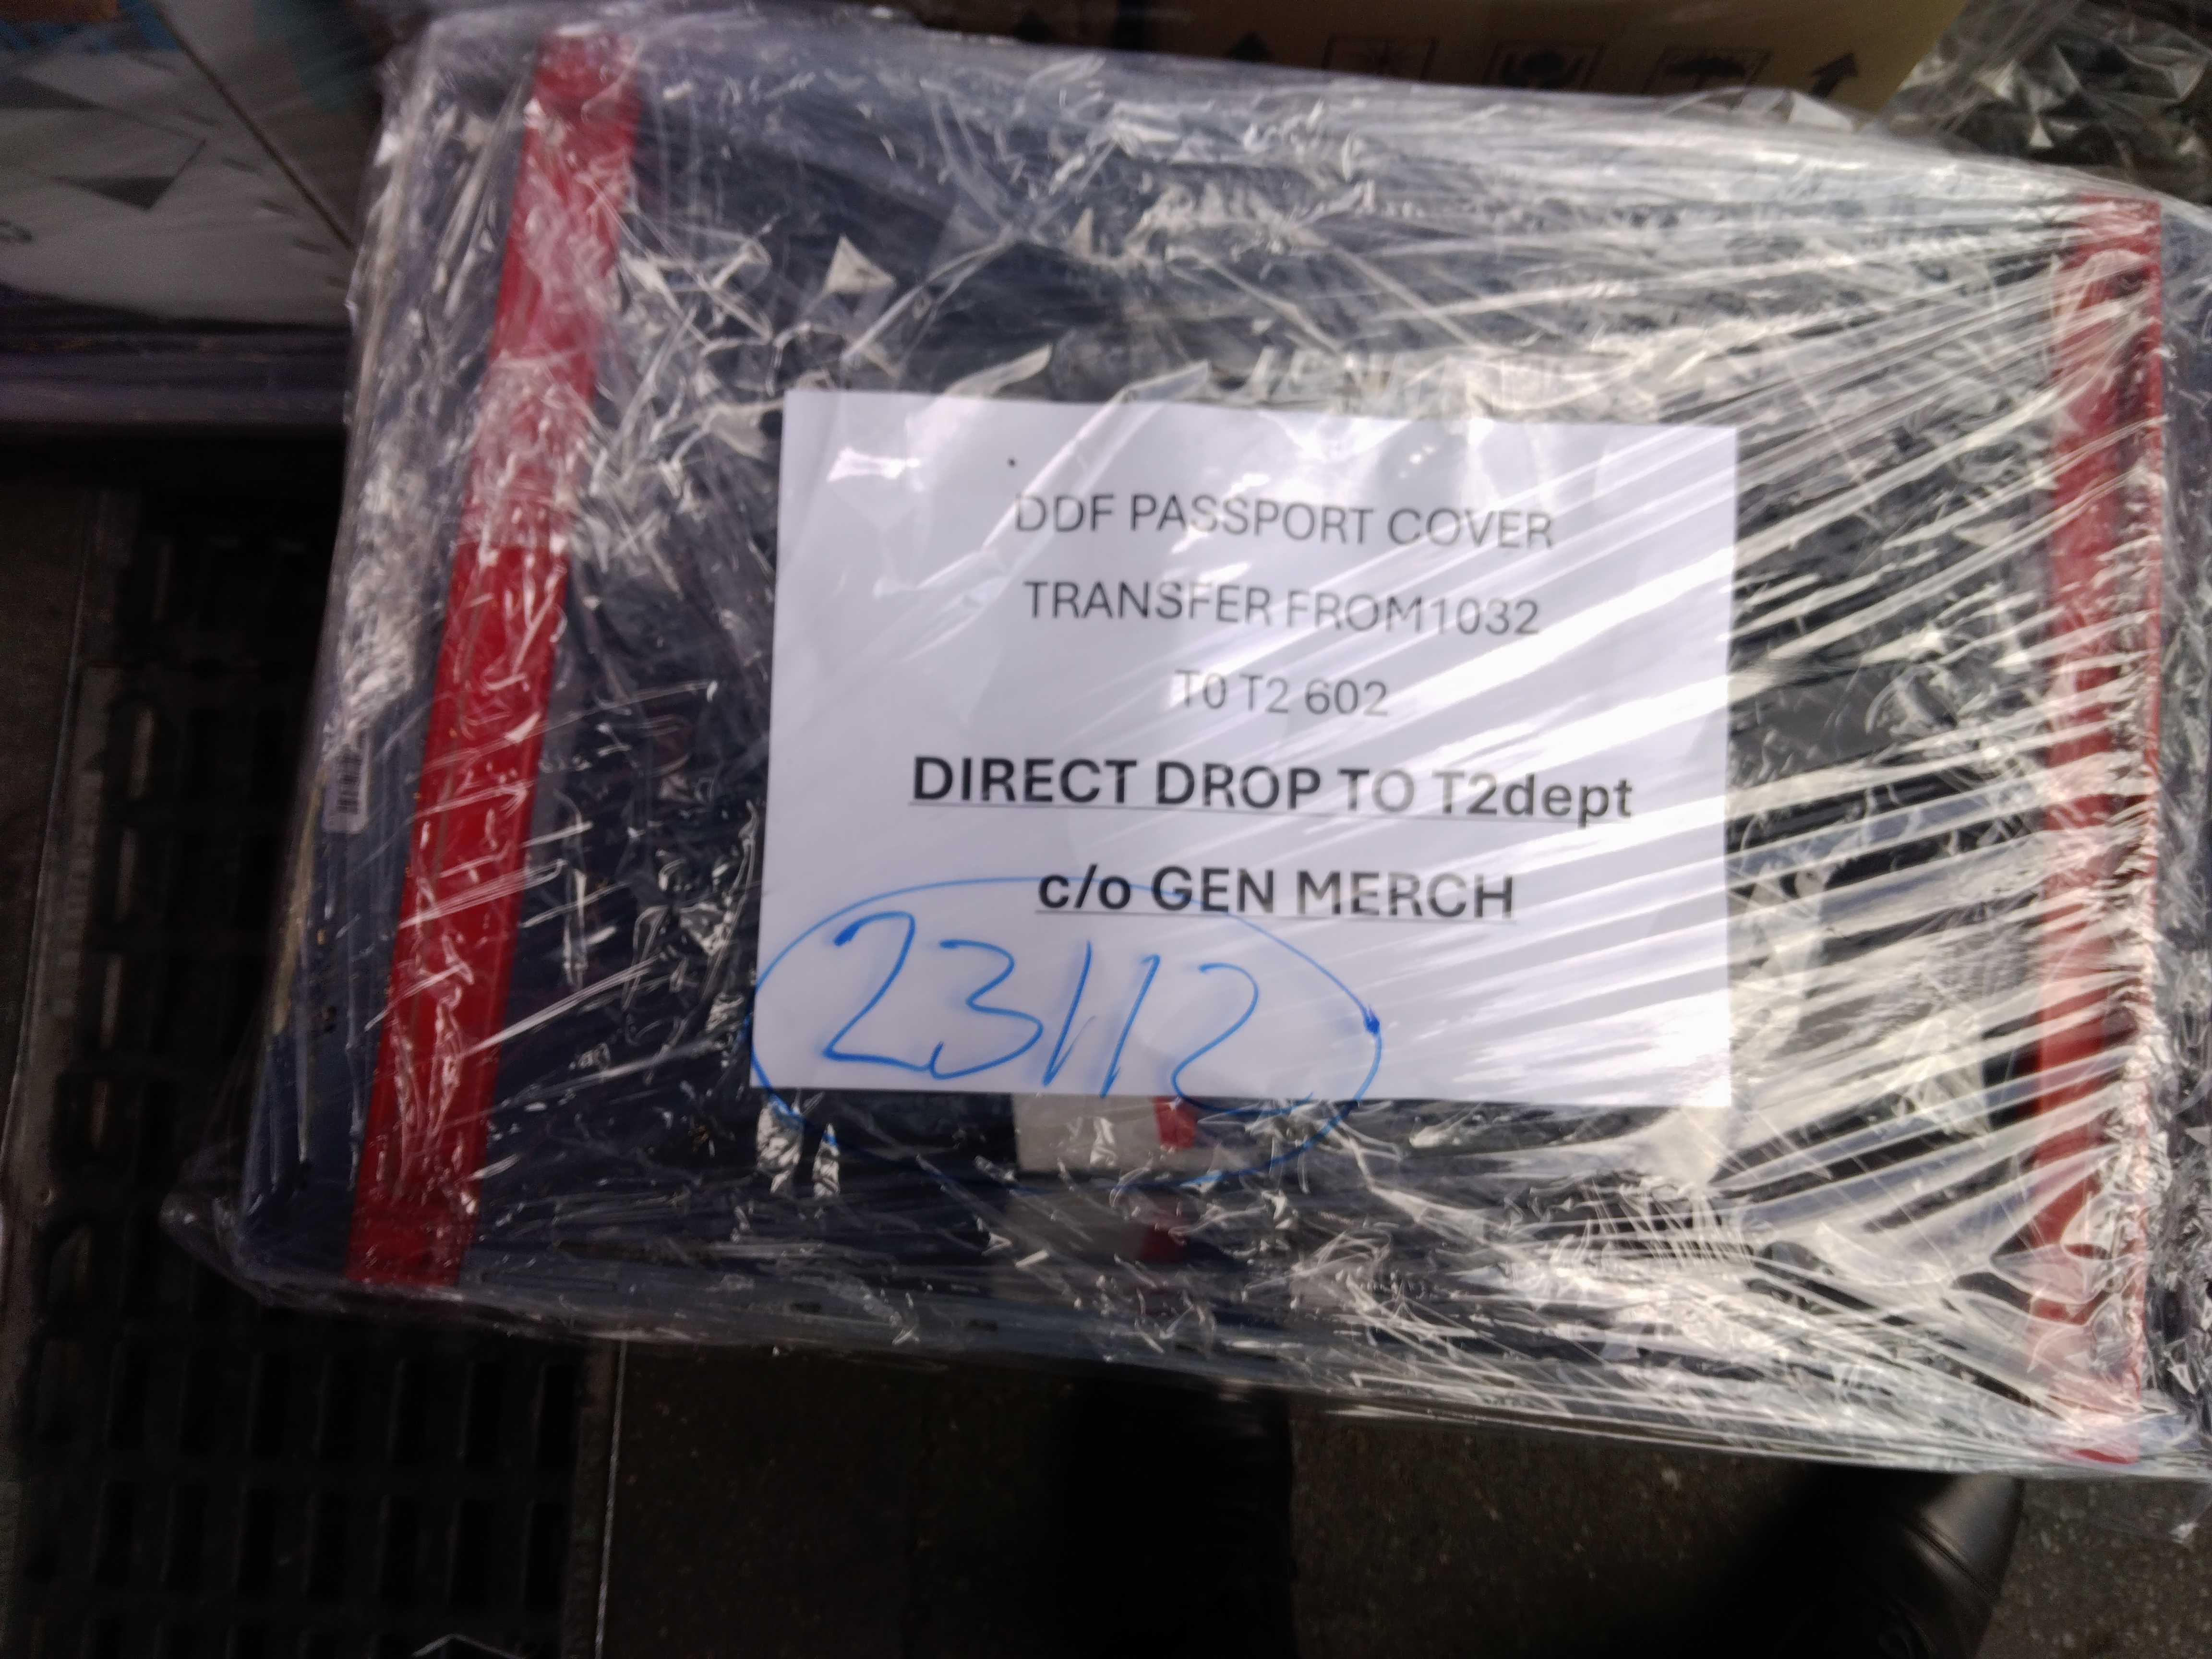 DDF PASSPORT COVER
TRANSFER FROM1032
T0 T2 602
DIRECT DROP TO T2dept
c/o GEN MERCH
23/12